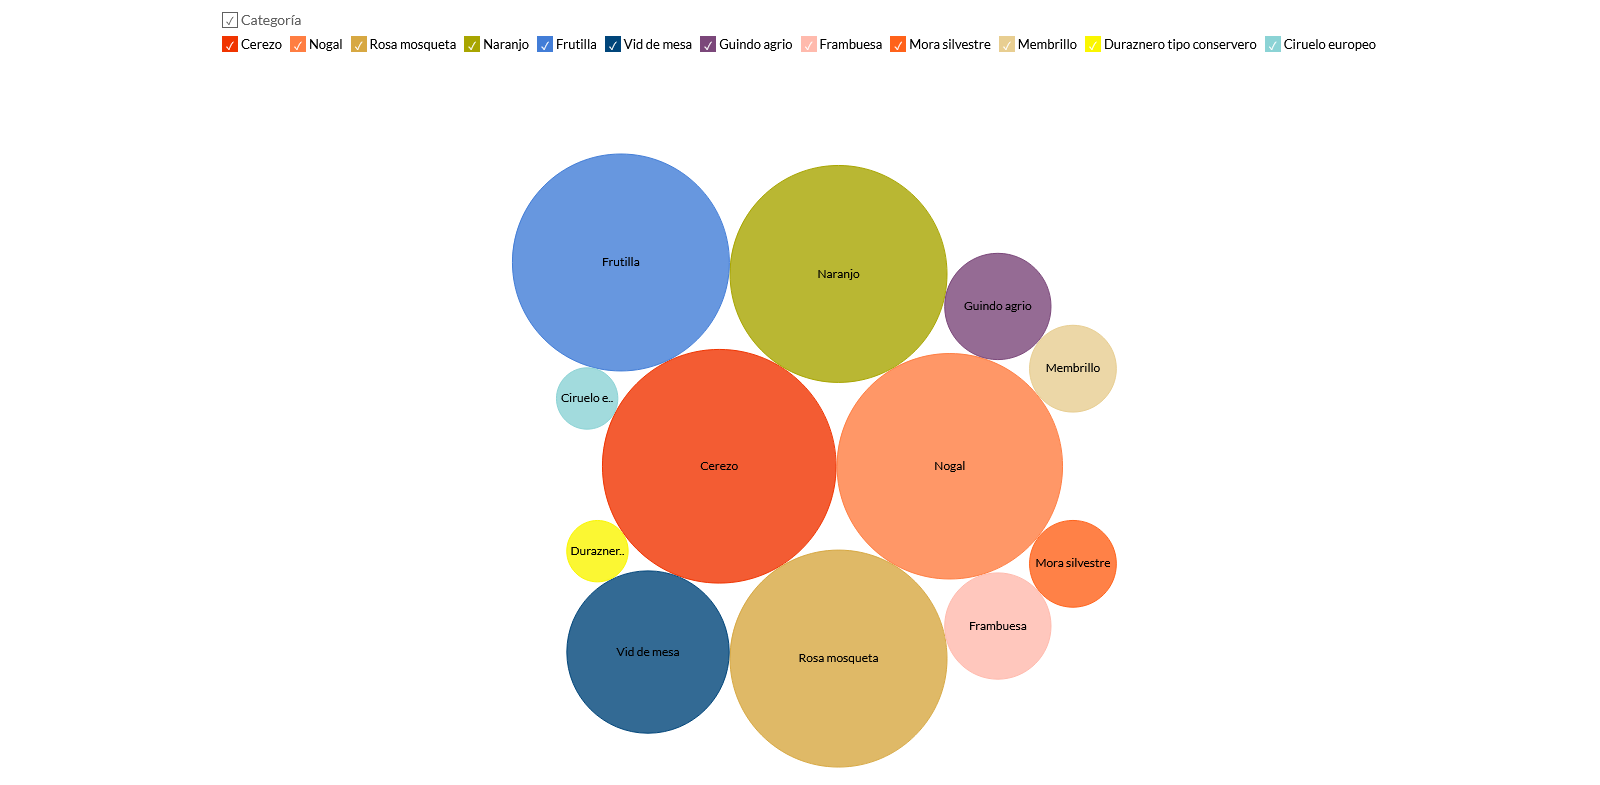 Categoría
Cerezo Nogal Rosa mosqueta Naranjo Frutilla Vid de mesa Guindo agrio Frambuesa Mora silvestre Membrillo Duraznero tipo conservero Ciruelo europeo
Frutilla
Naranjo
Guindo agrio
Membrillo
Ciruelo e..
Cerezo
Nogal
Durazner..
Mora silvestre
Frambuesa
Vid de mesa
Rosa mosqueta